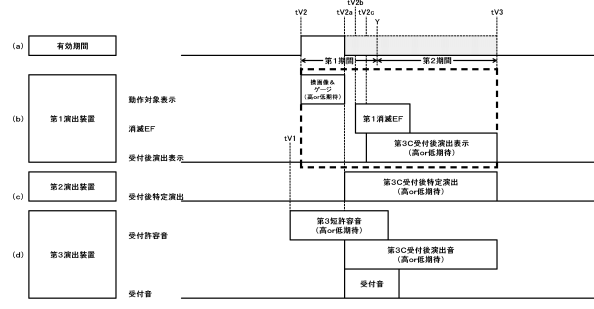 tV2b
tV2 tV2a tV2c Y tV3
(a) 有効期間
第1期間 第2期間
換画像&
ゲージ
(高or低期待)
動作対象表示
(b) 第1演出装置 第1消滅EF
消滅EF
第3C受付後演出表示
(高or低期待)
tV1
受付後演出表示
(c) 第2演出装置 第3C受付後特定演出
(高or低期待)
受付後特定演出
第3短許容音
(高or低期待)
受付許容音
(d) 第3演出装置 第3C受付後演出音
(高or低期待)
受付音
受付音